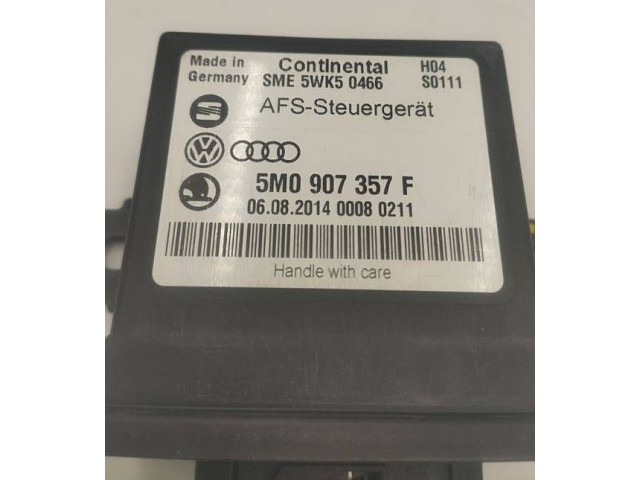 Made in Continental H04
Germany SME 5WK5 0466 S0111
AFS-Steuergerät
5M0 907 357 F
06.08.2014 0008 0211
Handle with care